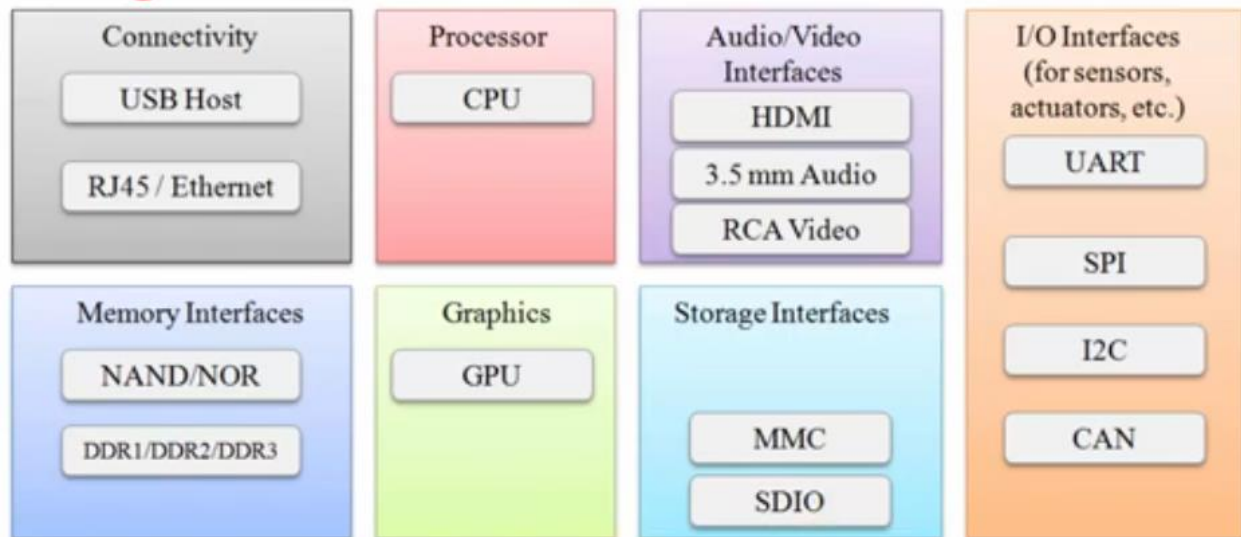 Connectivity
USB Host
RJ45 / Ethernet
Processor
CPU
Audio/Video
Interfaces
HDMI
3.5 mm Audio
RCA Video
I/O Interfaces
(for sensors,
actuators, etc.)
UART
SPI
I2C
CAN
Memory Interfaces
NAND/NOR
DDR1/DDR2/DDR3
Graphics
GPU
Storage Interfaces
MMC
SDIO